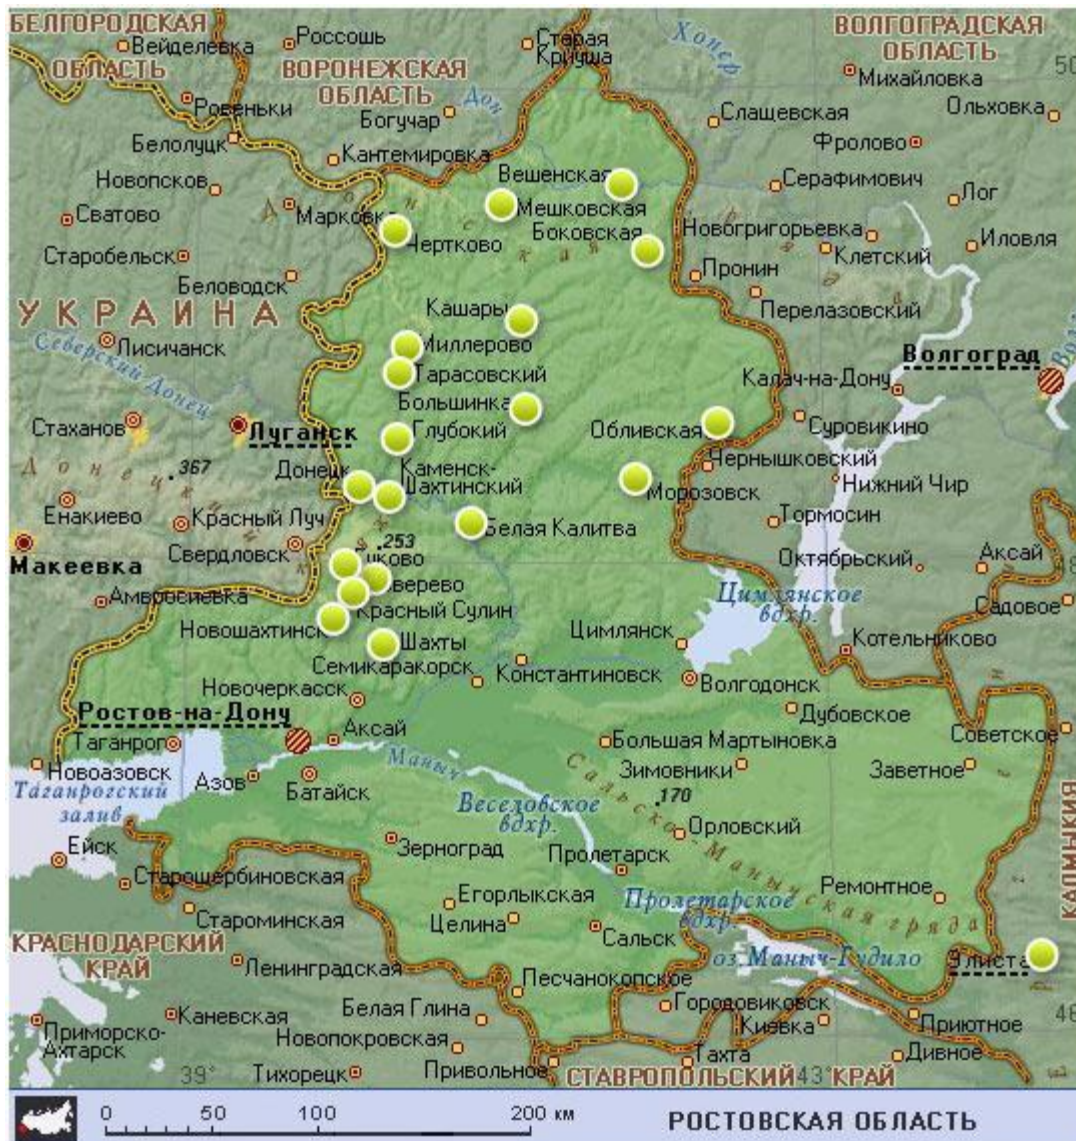 БЕЛГОРОДСКАЯ
ОБЛАСТЬ
Вейделевка
Россошь
Старая
Криуша
Хопер
ВОЛГОГРАДСКАЯ
ОБЛАСТЬ
ВОРОНЕЖСКАЯ
ОБЛАСТЬ
Дон
50
Михайловка
Ровеньки
Богучар
Слащевская
Ольховка
Белолуцк
Кантемировка
Фролово
Новопсков
Вешенская
Серафимович
Лог
Сватово
Марковка
Мешковская
Чертково
Боковская
Новогригорьевка
Клетский
Иловля
Старобельск
Беловодск
Пронин
Перелазовский
УКРАИНА
Кашары
Лисичанск
Северский Донец
Миллерово
Волгоград
Тарасовский
Калач-на-Дону
Стаханов
Луганск
Большинка
Глубокий
Обливская
Суровикино
.367
Донецк
Каменск-
Шахтинский
Чернышковский
Морозовск
Нижний Чир
Енакиево
Красный Луч
Белая Калитва
Тормосин
Макеевка
Свердловск
.253
Октябрьский
Аксай
Амвросиевка
Красный Сулин
Цимлянское
вдхр.
Садовое
Шахты
Цимлянск
Котельниково
Семикаракорск
Константиновск
Волгодонск
Новочеркасск
Дубовское
Ростов-на-Дону
Аксай
Советское
Таганрог
Большая Мартыновка
Новоазовск
Азов
Батайск
Маныч
Зимовники
Заветное
Таганрогский
залив
Веселовское
вдхр.
.170
Сальско-Манычская гряда
Орловский
Ейск
Зерноград
Пролетарск
КАЛМЫКИЯ
Старощербиновская
Егорлыкская
Ремонтное
Староминская
Целина
Пролетарское
вдхр.
Сальск
КРАСНОДАРСКИЙ
КРАЙ
оз.Маныч-Гудило
Элиста
Ленинградская
Песчанокопское
Городовиковск
Приморско-
Ахтарск
Каневская
Белая Глина
Киевка
Приютное
48
Новопокровская
39°
Тихорецк
Привольное
Тахта
Дивное
СТАВРОПОЛЬСКИЙ КРАЙ
43°
0 50 100 200 км
РОСТОВСКАЯ ОБЛАСТЬ